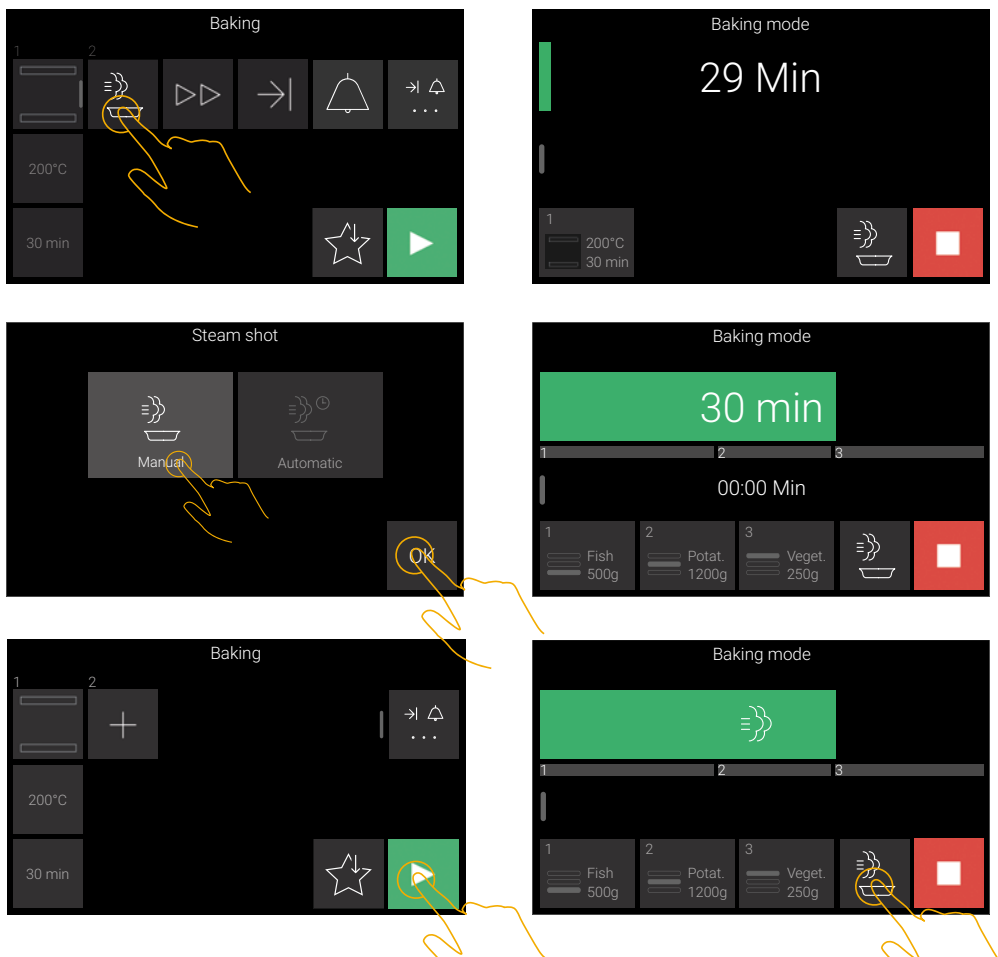 Baking
1
2
200°C
30 min
Baking mode
29 Min
1
200°C
30 min
Steam shot
Manual
Automatic
OK
Baking mode
30 min
1
2
3
00:00 Min
1
Fish
500g
2
Potat.
1200g
3
Veget.
250g
Baking
1
2
200°C
30 min
Baking mode
1
2
3
1
Fish
500g
2
Potat.
1200g
3
Veget.
250g